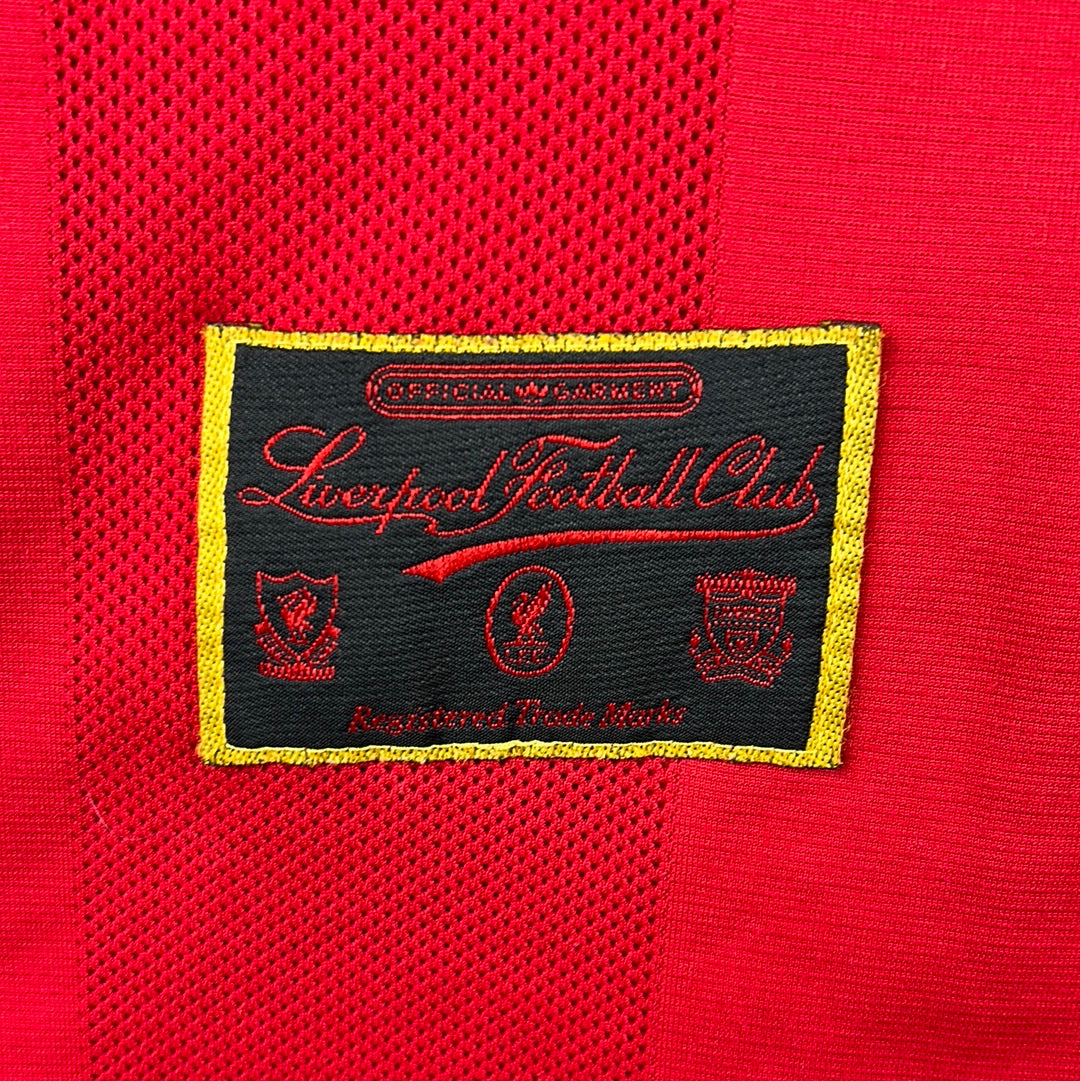 OFFICIAL GARMENT
Liverpool Football Club
Registered Trade Marks